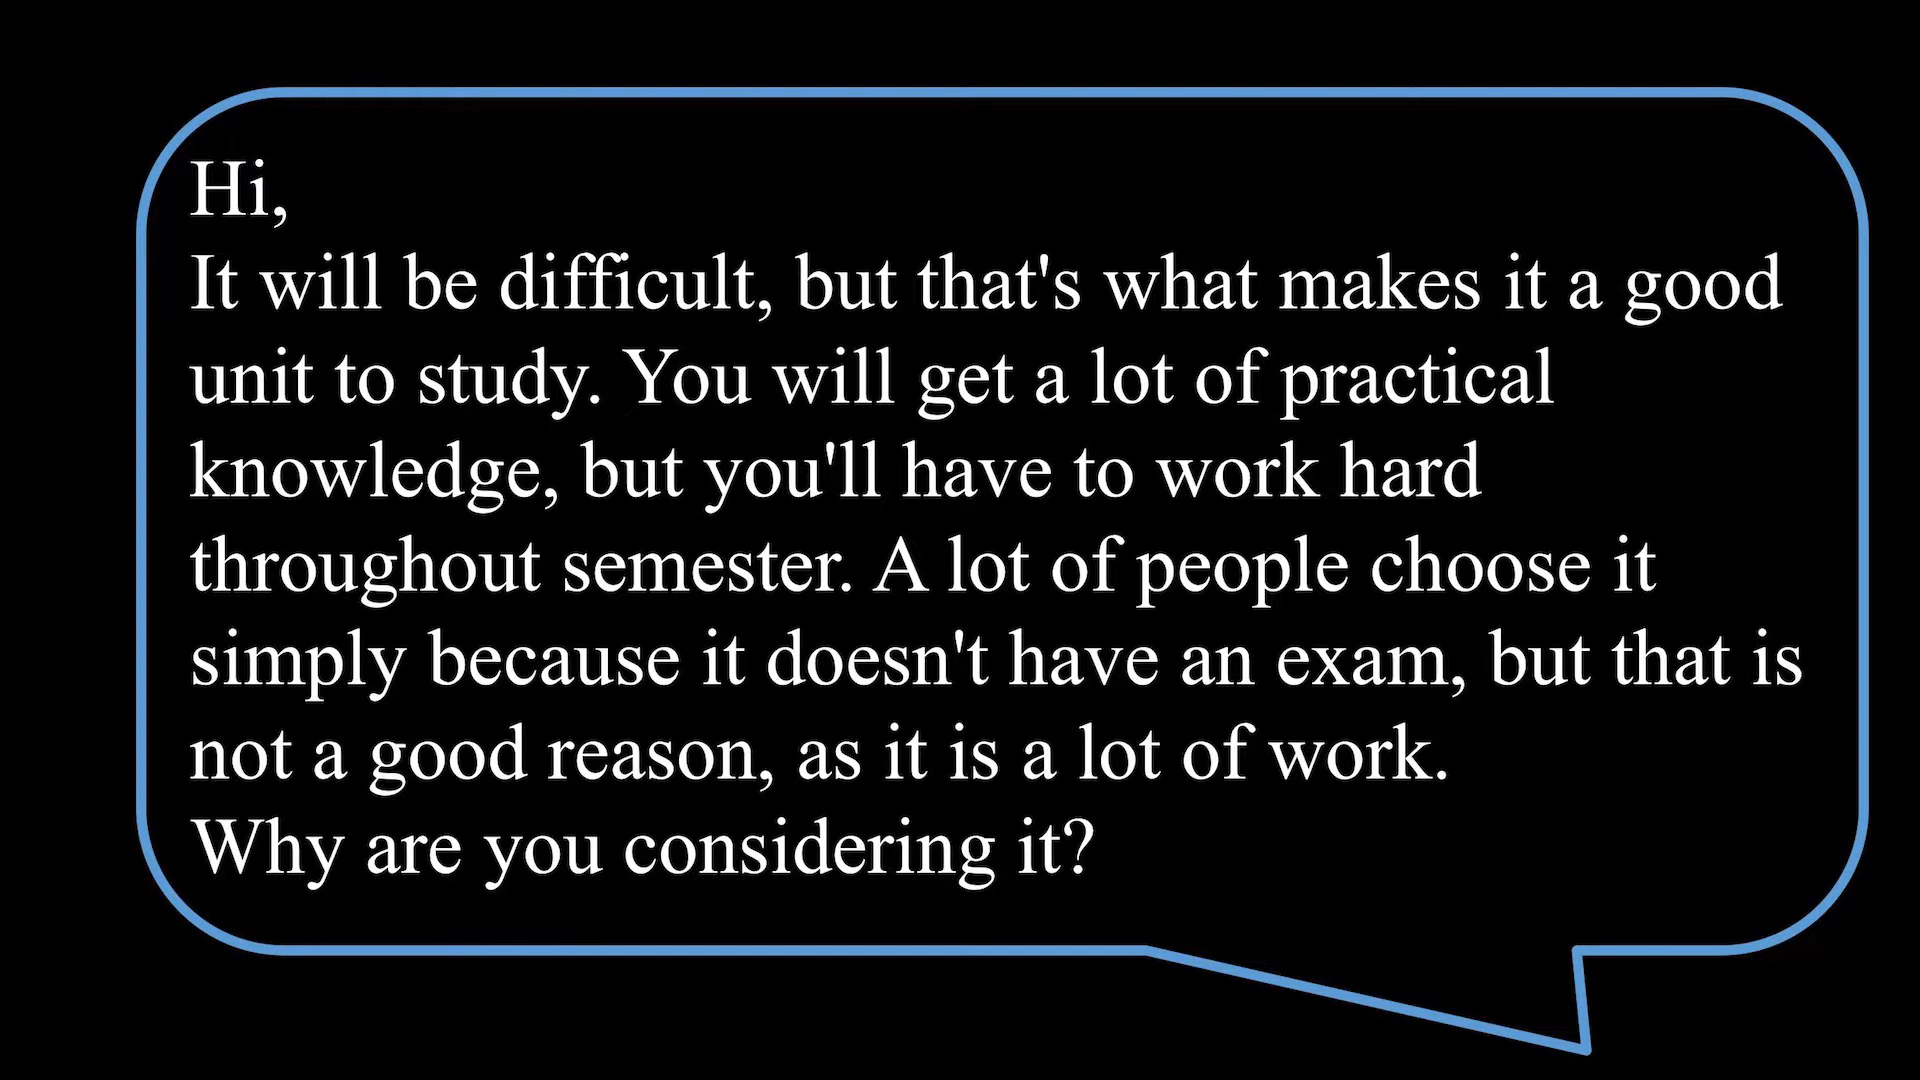 Hi,
It will be difficult, but that's what makes it a good
unit to study. You will get a lot of practical
knowledge, but you'll have to work hard
throughout semester. A lot of people choose it
simply because it doesn't have an exam, but that is
not a good reason, as it is a lot of work.
Why are you considering it?